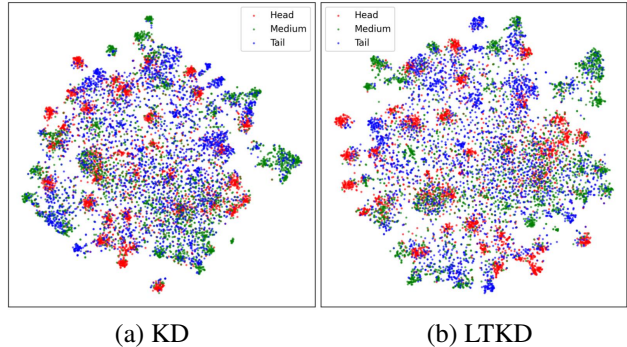 Head
Medium
Tail
Head
Medium
Tail
(a) KD
(b) LTKD